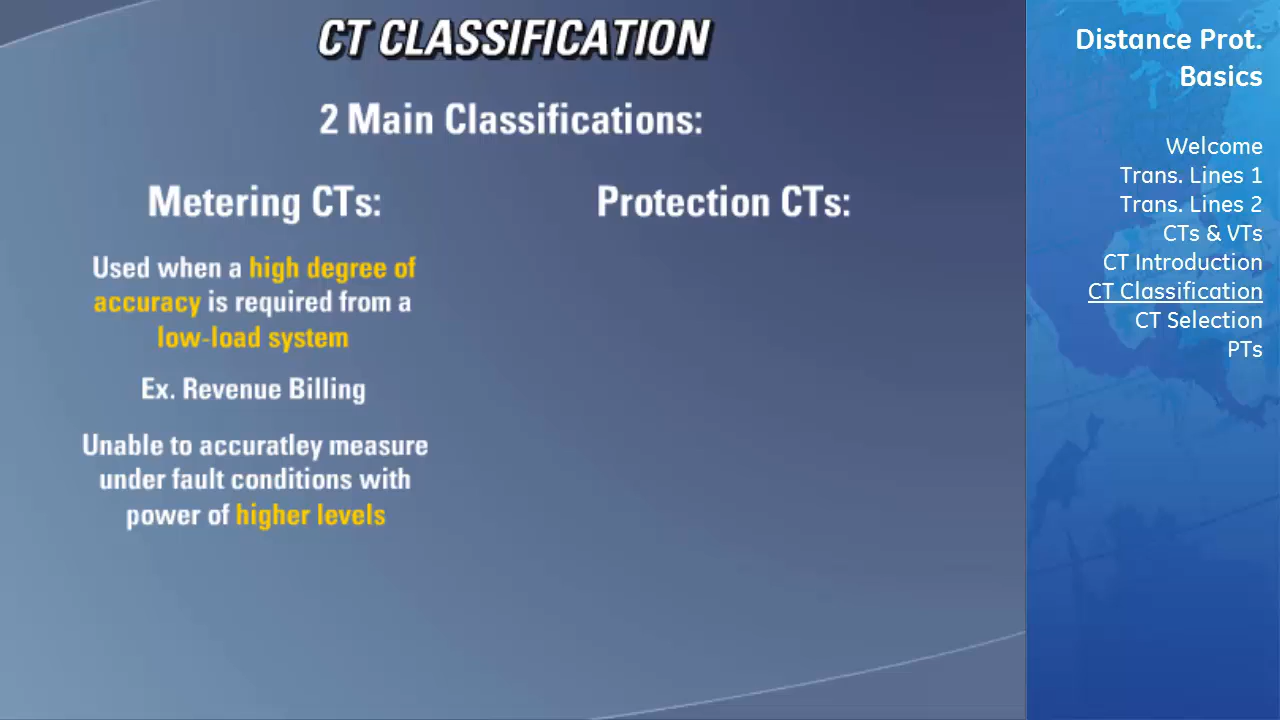 CT CLASSIFICATION
2 Main Classifications:
Metering CTs:
Used when a high degree of
accuracy is required from a
low-load system
Ex. Revenue Billing
Unable to accuratley measure
under fault conditions with
power of higher levels
Protection CTs:
Distance Prot.
Basics
Welcome
Trans. Lines 1
Trans. Lines 2
CTs & VTs
CT Introduction
CT Classification
CT Selection
PTs